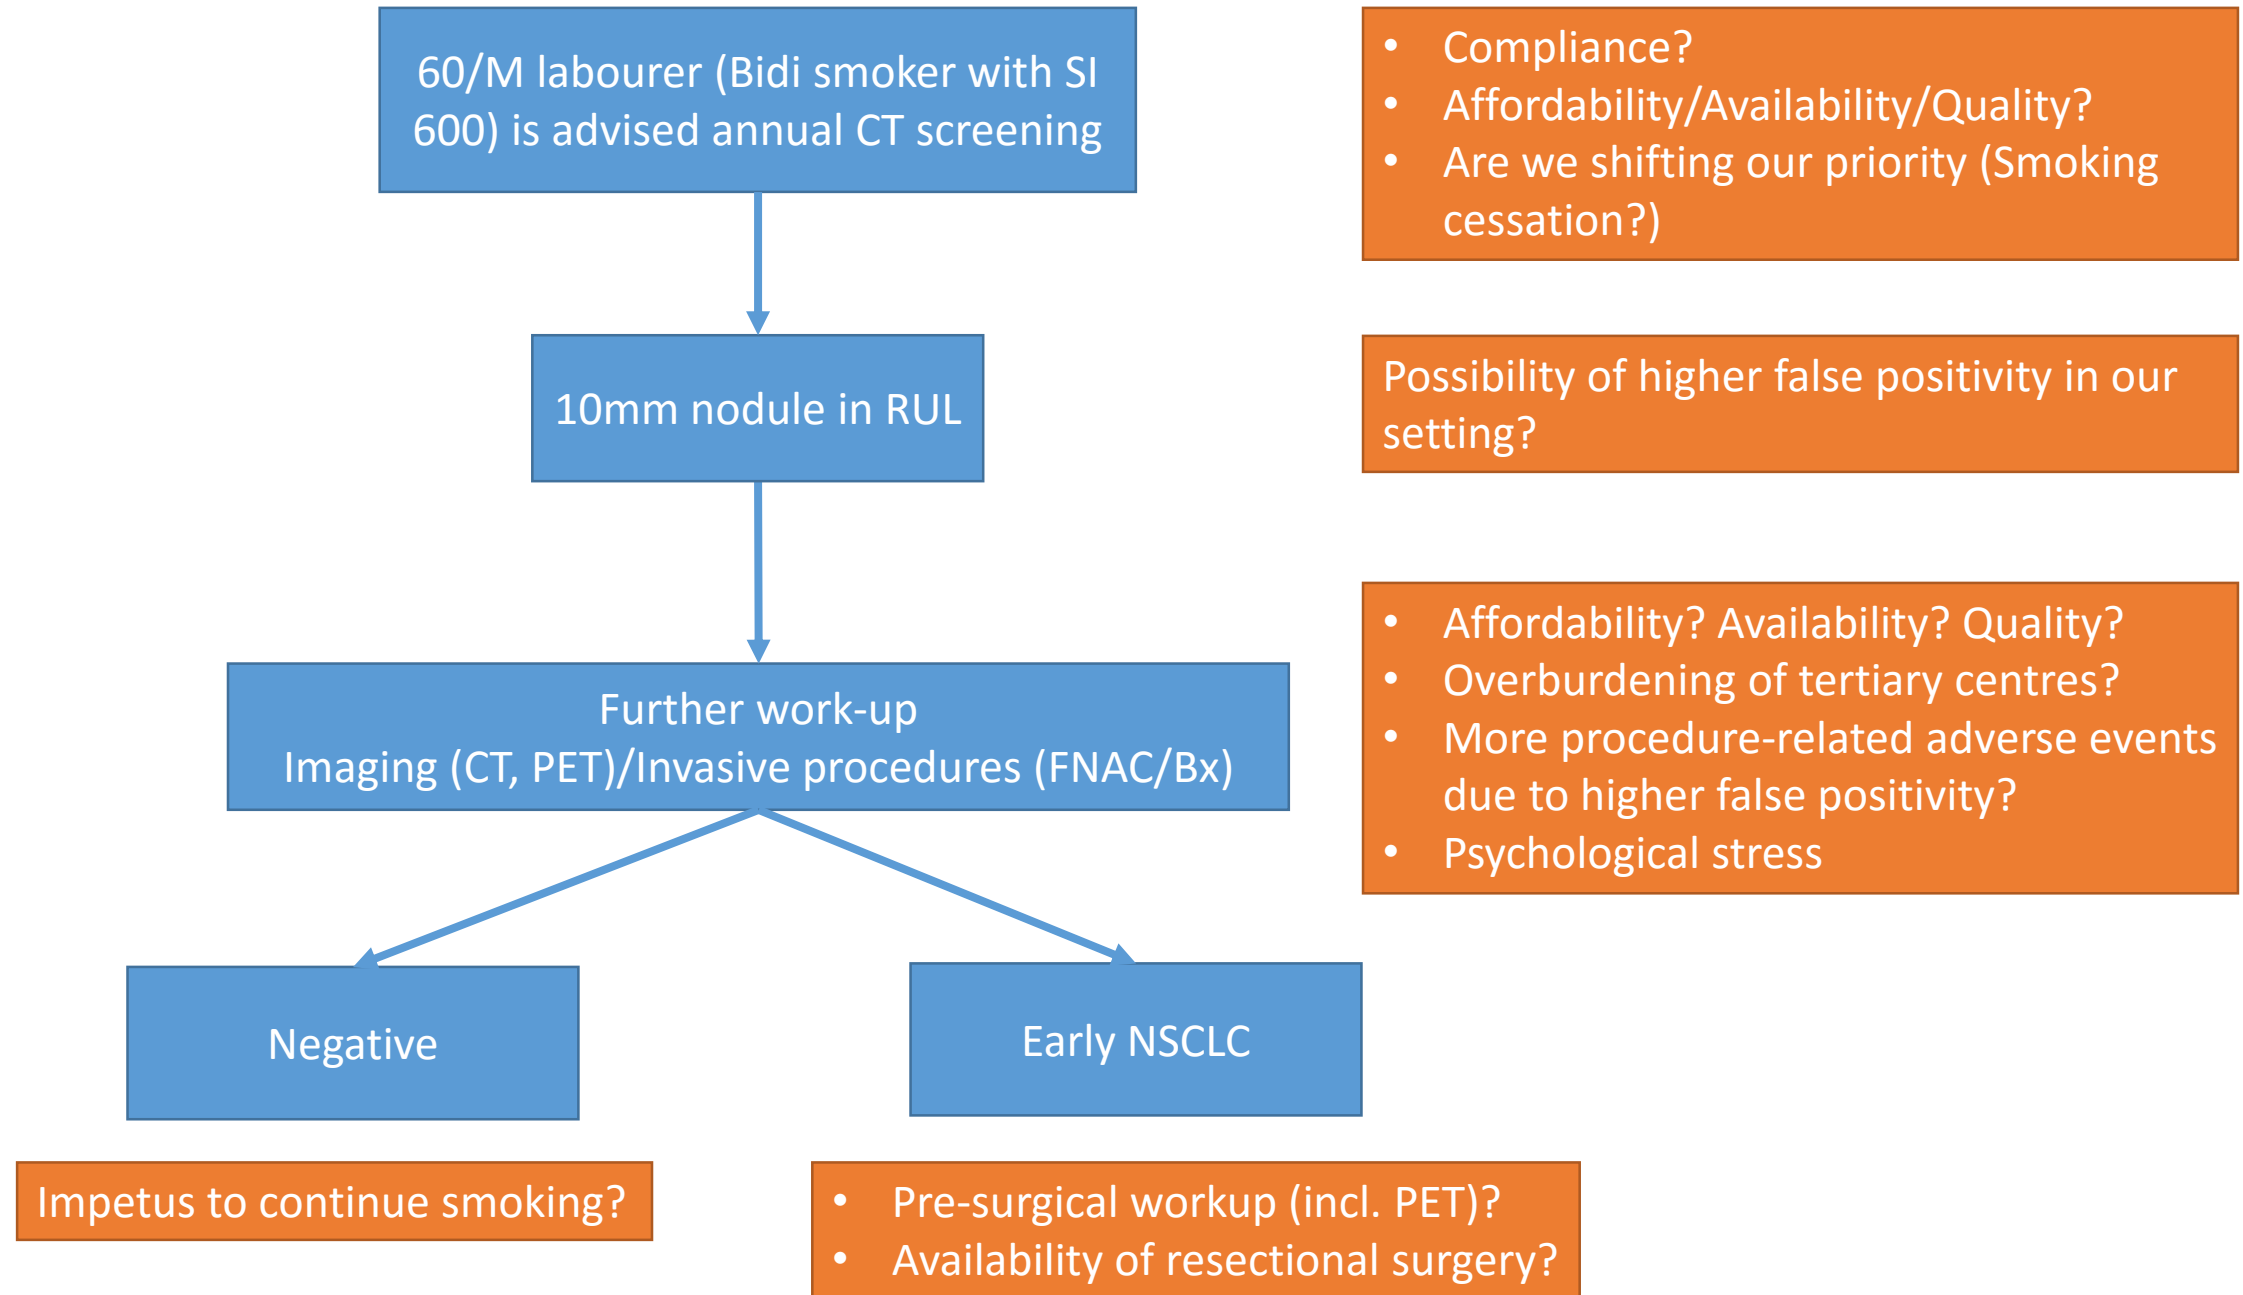 60/M labourer (Bidi smoker with SI
600) is advised annual CT screening
• Compliance?
• Affordability/Availability/Quality?
• Are we shifting our priority (Smoking
cessation?)
10mm nodule in RUL
Possibility of higher false positivity in our
setting?
Further work-up
Imaging (CT, PET)/Invasive procedures (FNAC/Bx)
• Affordability? Availability? Quality?
• Overburdening of tertiary centres?
• More procedure-related adverse events
due to higher false positivity?
• Psychological stress
Negative
Early NSCLC
Impetus to continue smoking?
• Pre-surgical workup (incl. PET)?
• Availability of resectional surgery?